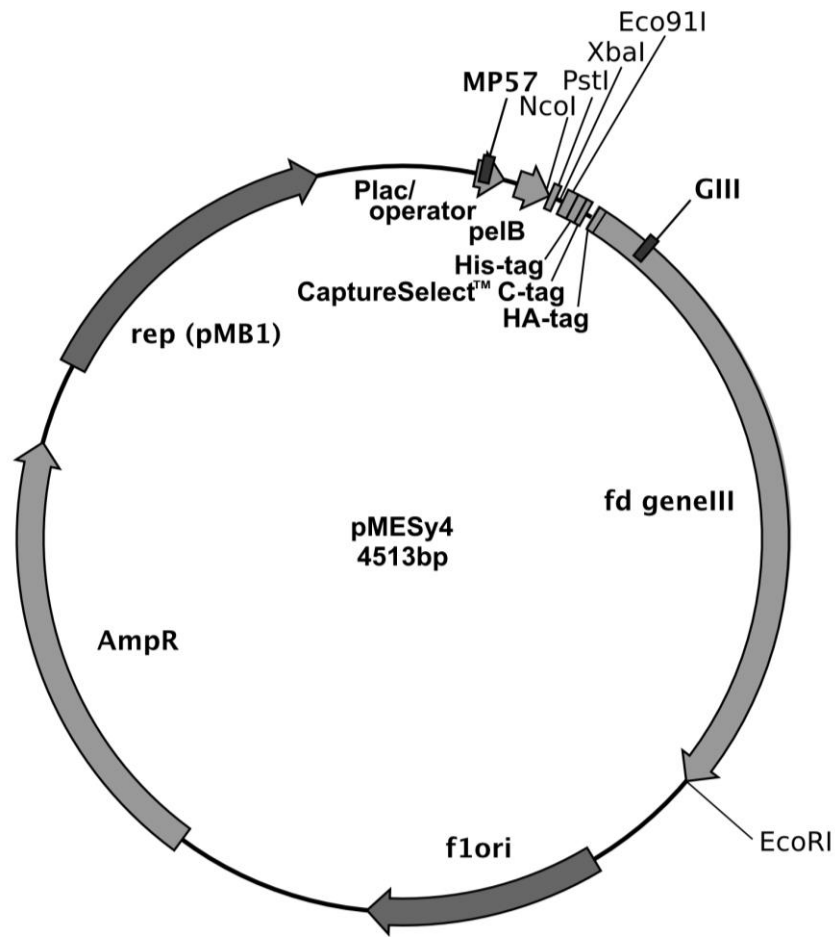 Eco91I
XbaI
PstI
MP57
NcoI
Plac/
operator
pelB
GIII
His-tag
CaptureSelect™ C-tag
HA-tag
rep (pMB1)
fd geneIII
pMESy4
4513bp
AmpR
EcoRI
f1ori